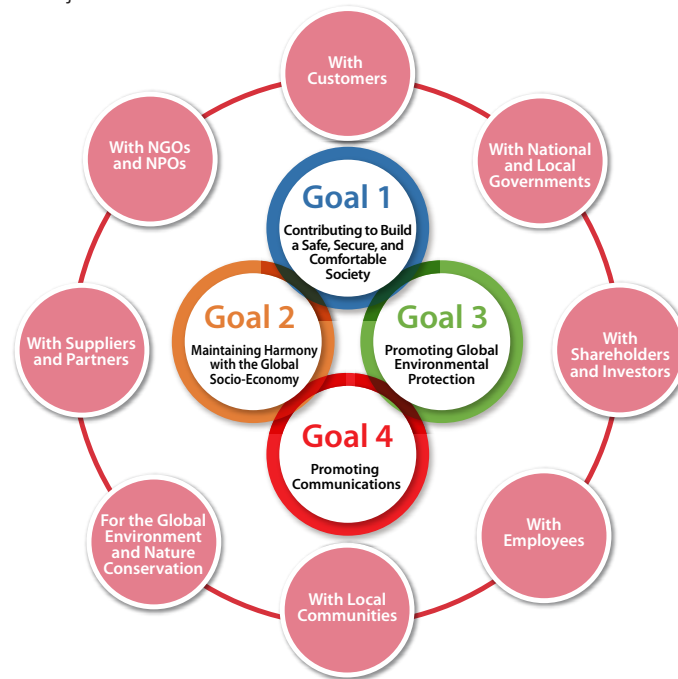 With
Customers
With NGOs
and NPOs
With National
and Local
Governments
Goal 1
Contributing to Build
a Safe, Secure, and
Comfortable
Society
Goal 2
Maintaining Harmony
with the Global
Socio-Economy
Goal 3
Promoting Global
Environmental
Protection
With Suppliers
and Partners
With
Shareholders
and Investors
Goal 4
Promoting
Communications
For the Global
Environment
and Nature
Conservation
With
Employees
With Local
Communities